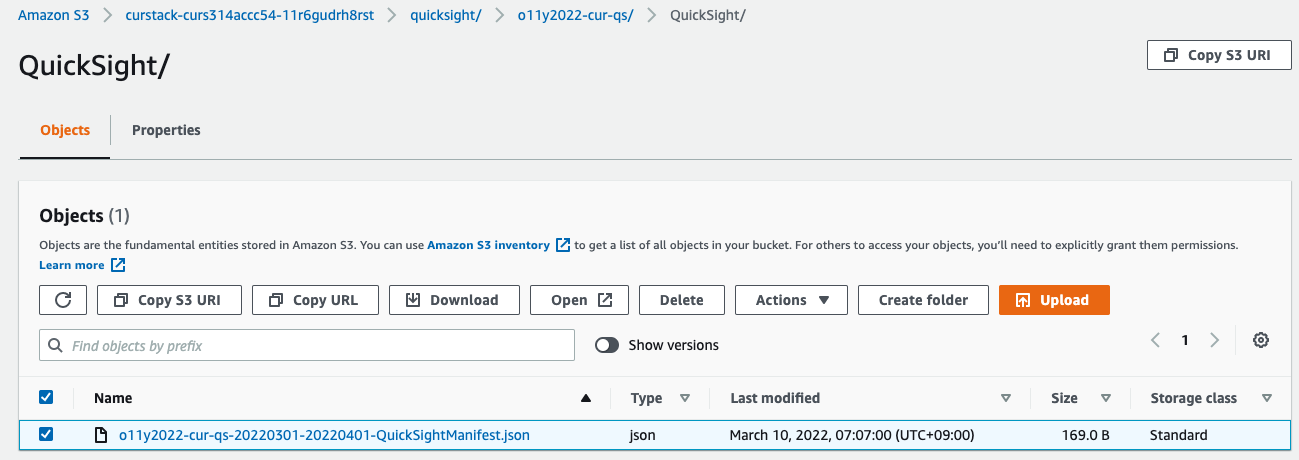 Amazon S3 curstack-curs314accc54-11r6gudrh8rst quicksight/ o11y2022-cur-qs/ QuickSight/
QuickSight/
Copy S3 URI
Objects Properties
Objects (1)
Objects are the fundamental entities stored in Amazon S3. You can use Amazon S3 inventory to get a list of all objects in your bucket. For others to access your objects, you'll need to explicitly grant them permissions.
Learn more
Copy S3 URI Copy URL Download Open Delete Actions Create folder Upload
Find objects by prefix Show versions 1
Name Type Last modified Size Storage class
o11y2022-cur-qs-20220301-20220401-QuickSightManifest.json json March 10, 2022, 07:07:00 (UTC+09:00) 169.0 B Standard